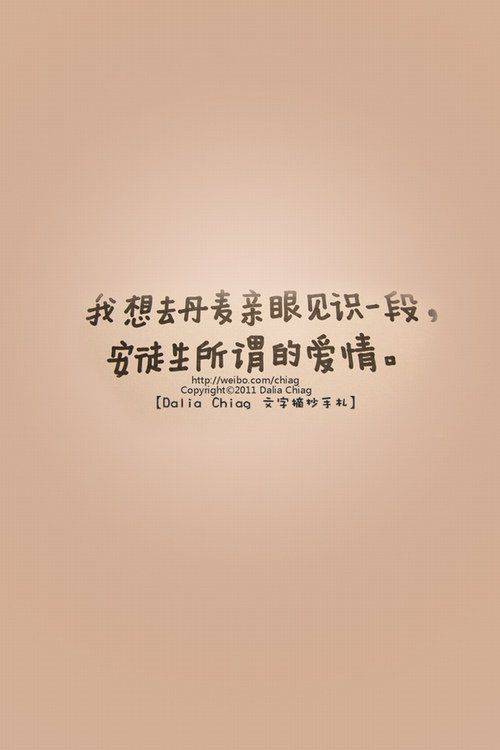 我想去丹麦亲眼见识一段，
安徒生所谓的爱情。
http://weibo.com/chiag
Copyright©2011 Dalia Chiag
【Dalia Chiag 文字摘抄手札】